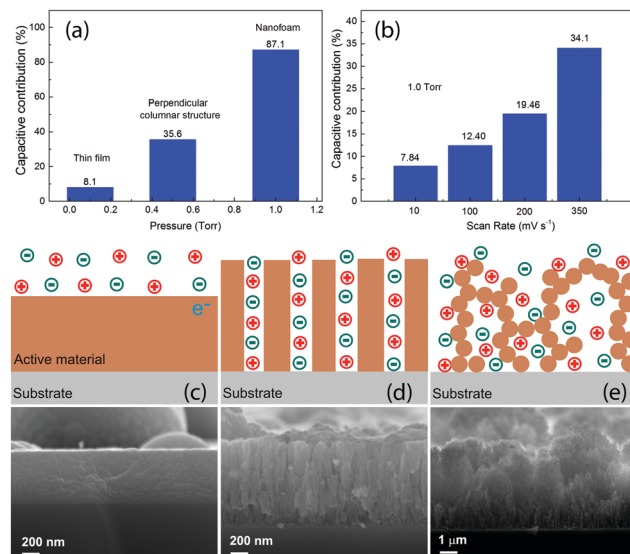 (a)
Capacitive contribution (%)
100
80
60
40
20
0
Nanofoam
87.1
Perpendicular
columnar structure
35.6
Thin film
8.1
0.0 0.2 0.4 0.6 0.8 1.0 1.2
Pressure (Torr)
(b)
Capacitive contribution (%)
40
35
30
25
20
15
10
5
0
34.1
1.0 Torr
19.46
12.40
7.84
10 100 200 350
Scan Rate (mV s⁻¹)
e⁻
Active material
Substrate (c)
Substrate (d)
Substrate (e)
200 nm
200 nm
1 μm